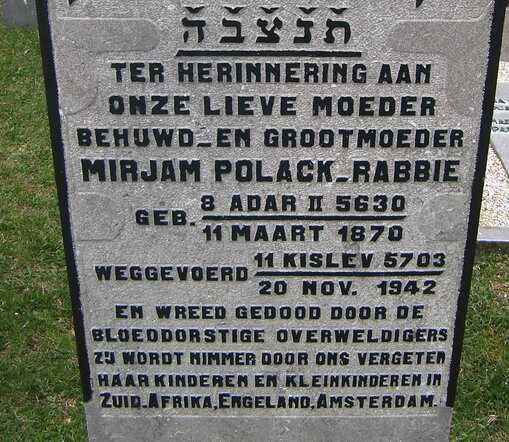 תנצבה
TER HERINNERING AAN
ONZE LIEVE MOEDER
BEHUWD_EN GROOTMOEDER
MIRJAM POLACK_RABBIE
GEB. 8 ADAR II 5630
11 MAART 1870
WEGGEVOERD 11 KISLEV 5703
20 NOV. 1942
EN WREED GEDOOD DOOR DE
BLOEDDORSTIGE OVERWELDIGERS
ZIJ WORDT NIMMER DOOR ONS VERGETEN
HAAR KINDEREN EN KLEINKINDEREN IN
ZUID.AFRIKA,ENGELAND,AMSTERDAM.